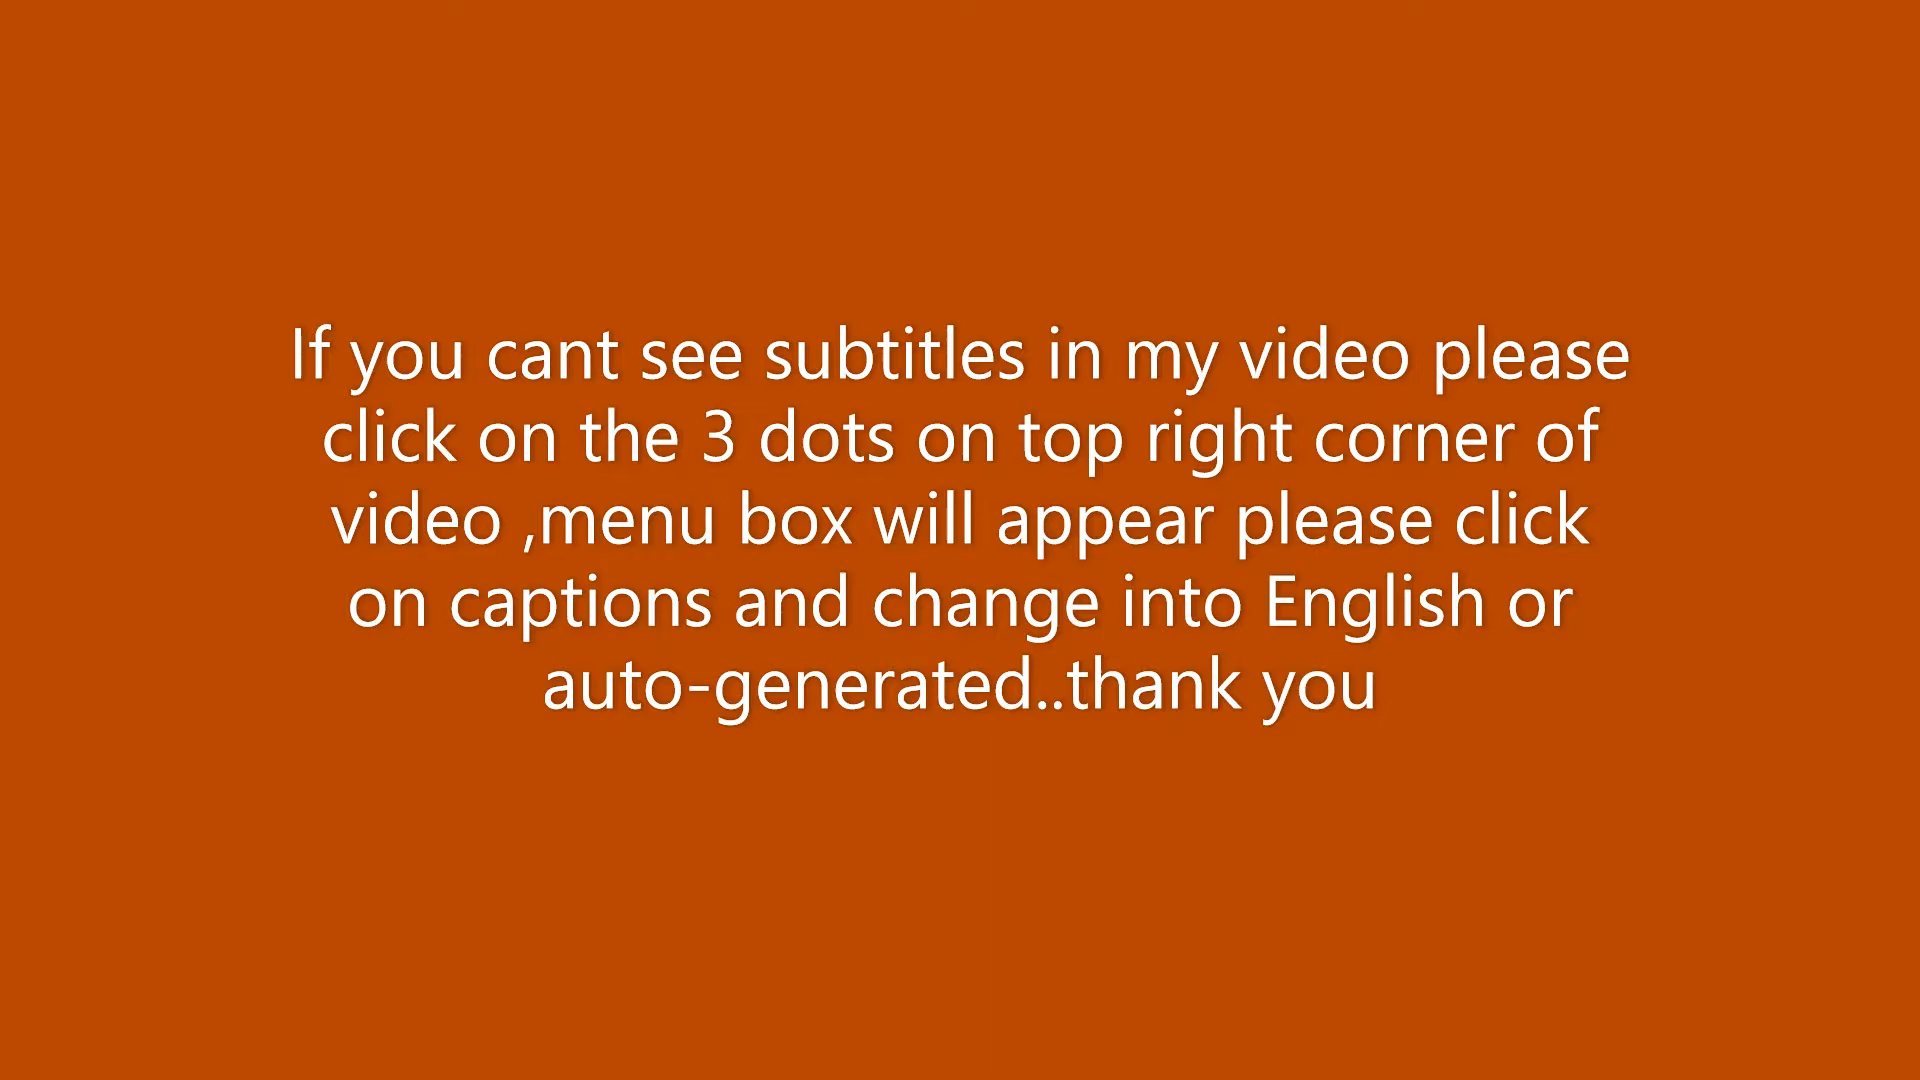 If you cant see subtitles in my video please
click on the 3 dots on top right corner of
video ,menu box will appear please click
on captions and change into English or
auto-generated..thank you